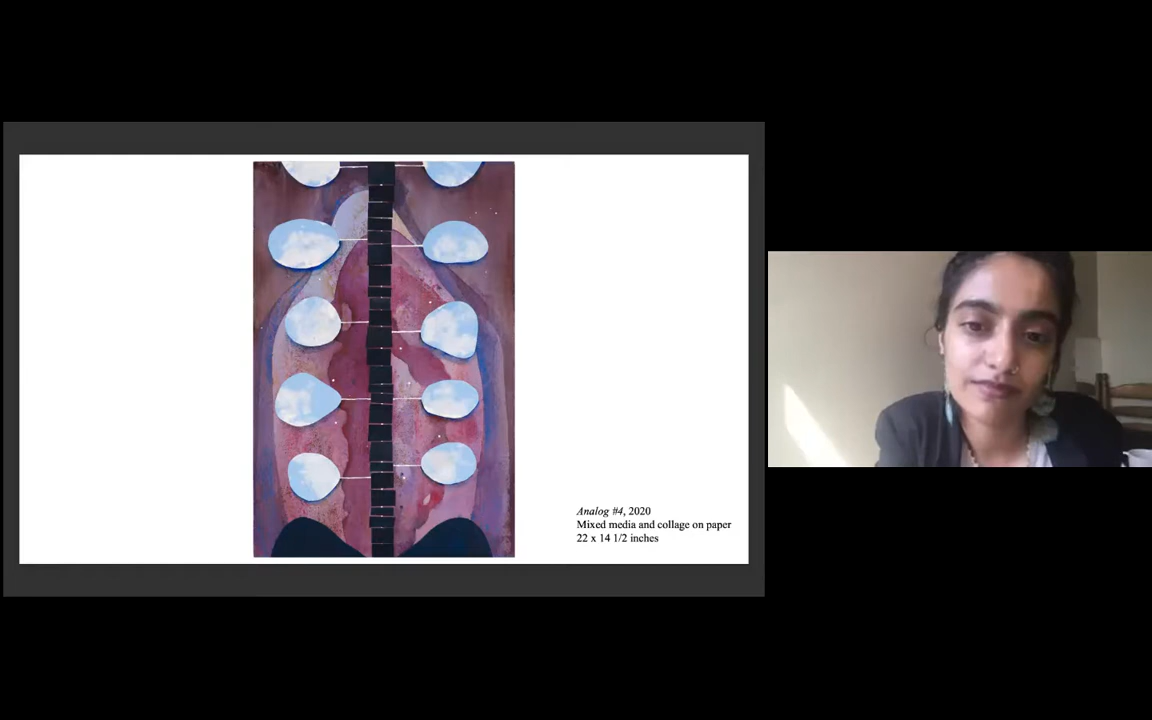 Analog #4, 2020
Mixed media and collage on paper
22 x 14 1/2 inches